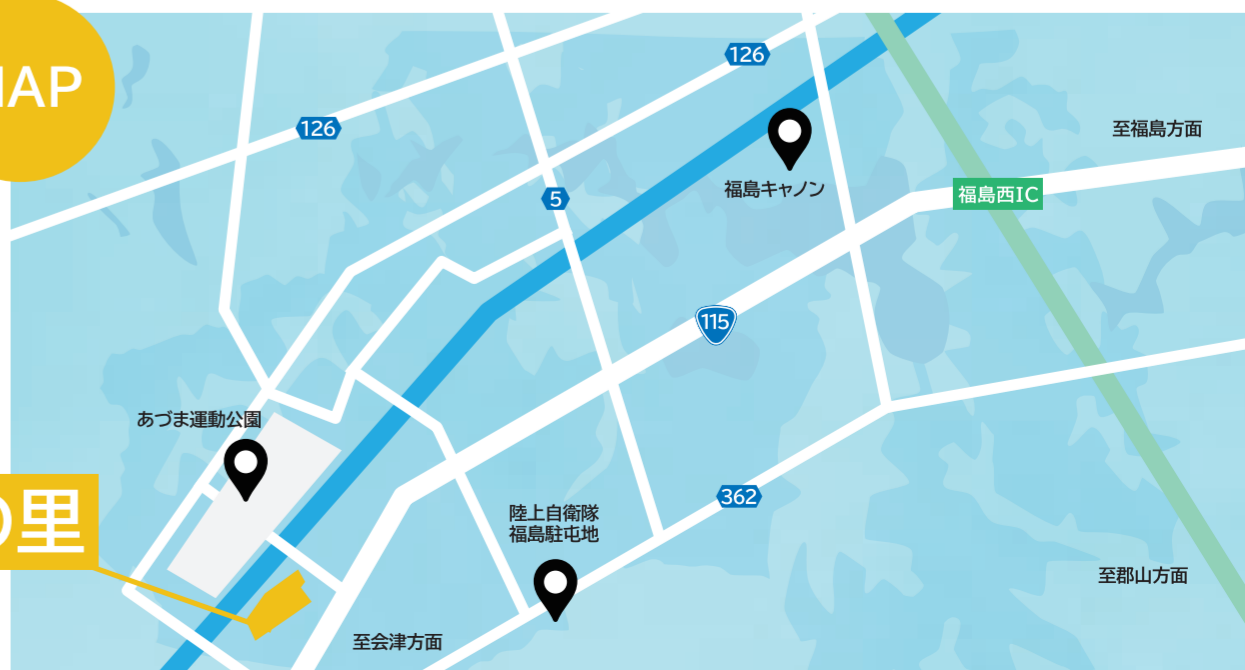 MAP
126
126
至福島方面
福島西IC
5
福島キャノン
115
あづま運動公園
の里
362
陸上自衛隊
福島駐屯地
至郡山方面
至会津方面